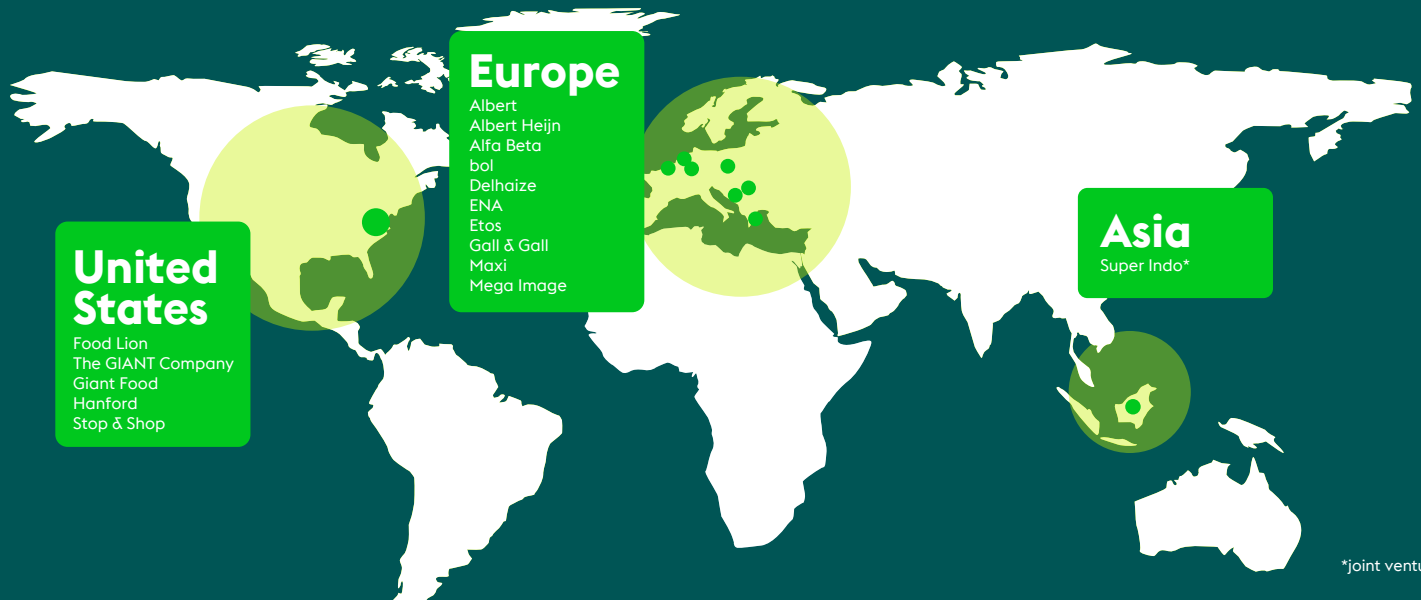 United
States
Food Lion
The GIANT Company
Giant Food
Hanford
Stop & Shop
Europe
Albert
Albert Heijn
Alfa Beta
bol
Delhaize
ENA
Etos
Gall & Gall
Maxi
Mega Image
Asia
Super Indo*
*joint